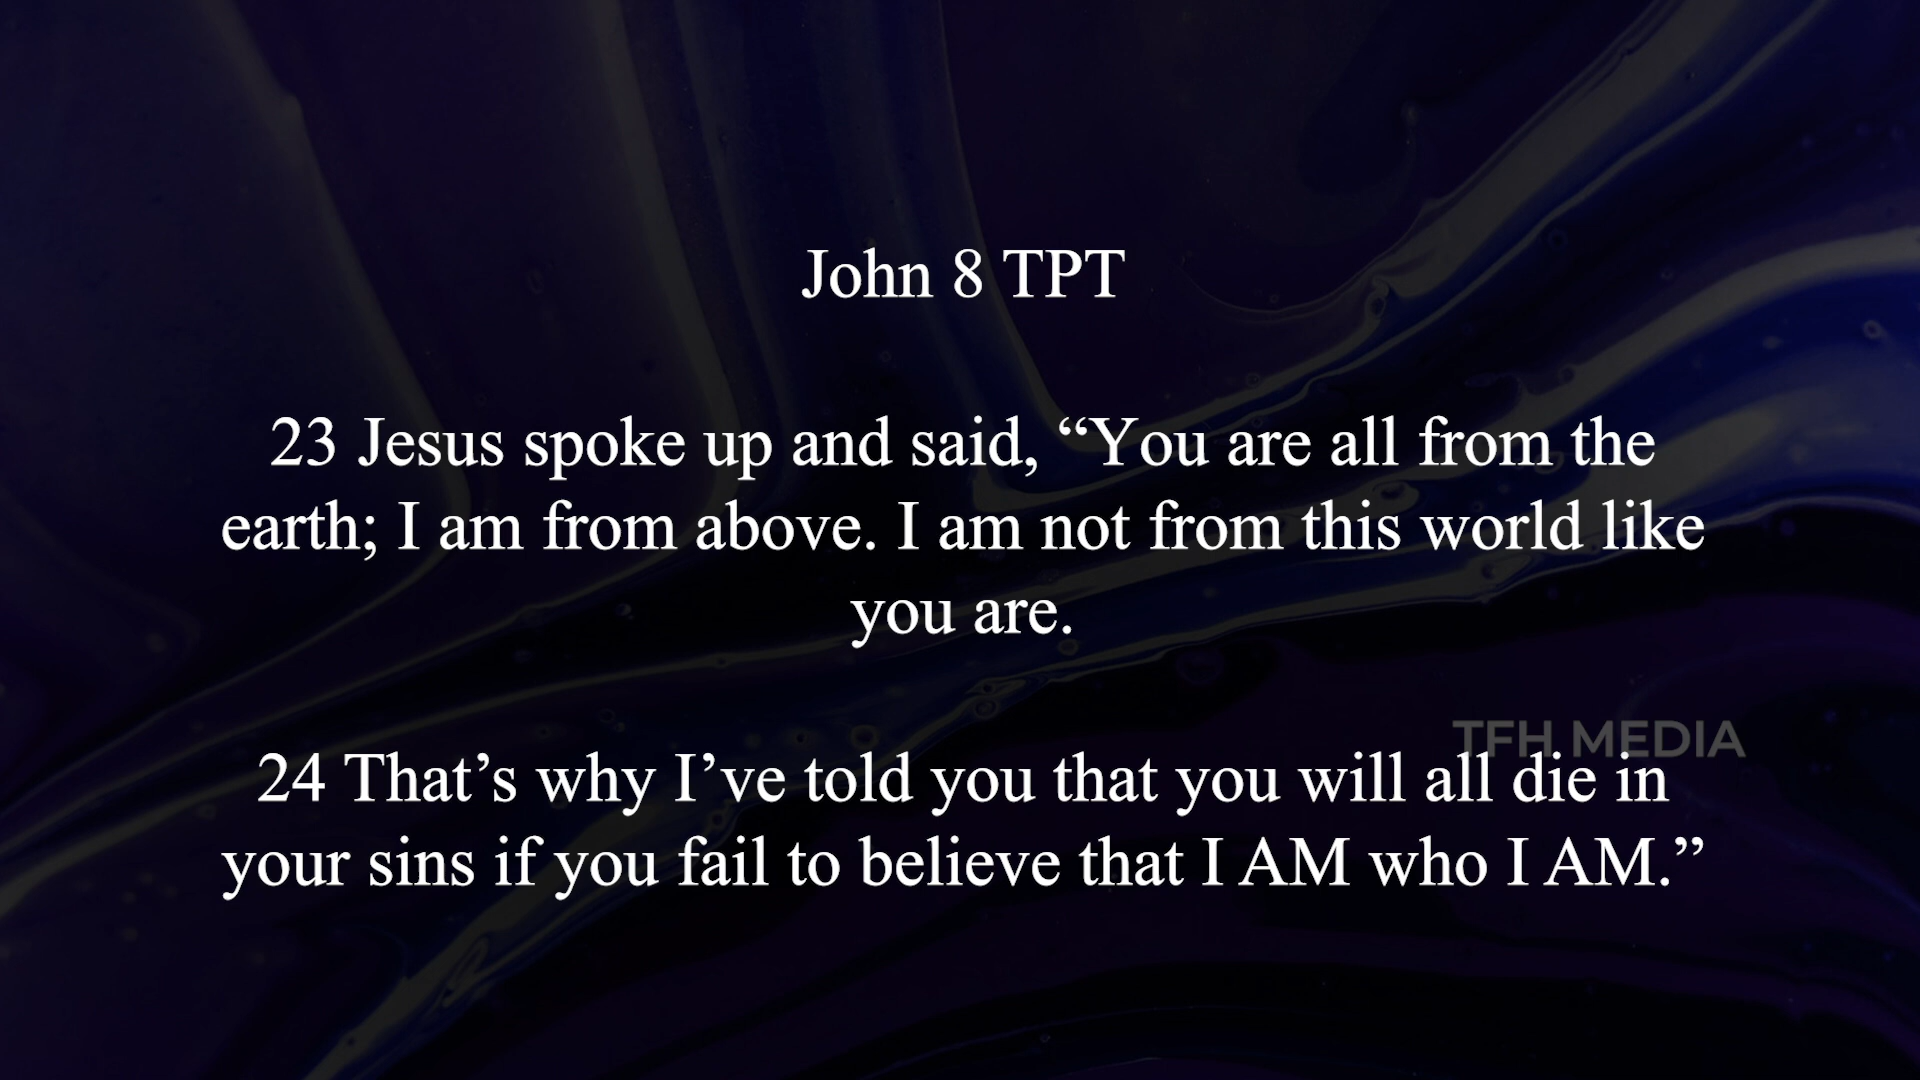 John 8 TPT
23 Jesus spoke up and said, “You are all from the
earth; I am from above. I am not from this world like
you are.
TFH MEDIA
24 That’s why I’ve told you that you will all die in
your sins if you fail to believe that I AM who I AM.”